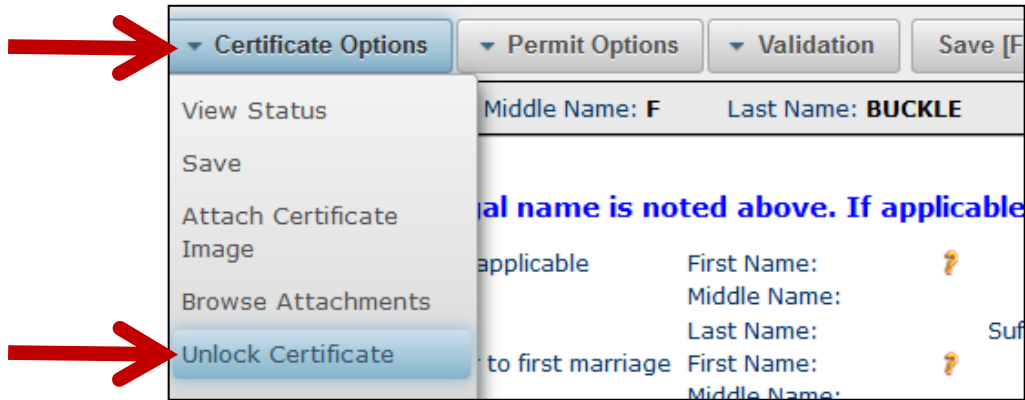 Certificate Options Permit Options Validation Save [F
View Status Middle Name: F Last Name: BUCKLE
Save
Attach Certificate Image
al name is noted above. If applicable
applicable First Name:
Middle Name:
Browse Attachments
Last Name: Suf
Unlock Certificate
to first marriage First Name:
Middle Name: